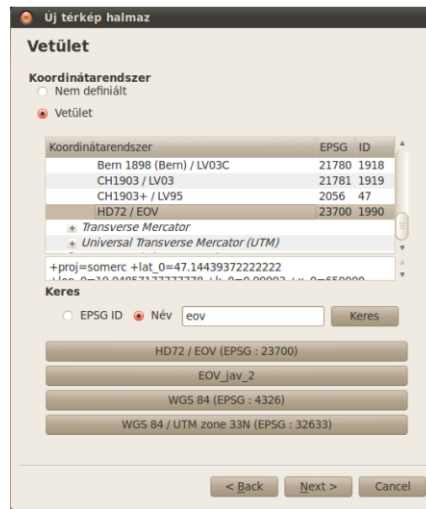 Új térkép halmaz
Vetület
Koordinátarendszer
Nem definiált
Vetület
Koordinátarendszer EPSG ID
Bern 1898 (Bern) / LV03C 21780 1918
CH1903 / LV03 21781 1919
CH1903+ / LV95 2056 47
HD72 / EOV 23700 1990
Transverse Mercator
Universal Transverse Mercator (UTM)
+proj=somerc +lat_0=47.14439372222222
Keres
EPSG ID Név eov Keres
HD72 / EOV (EPSG : 23700)
EOV_jav_2
WGS 84 (EPSG : 4326)
WGS 84 / UTM zone 33N (EPSG : 32633)
< Back Next > Cancel